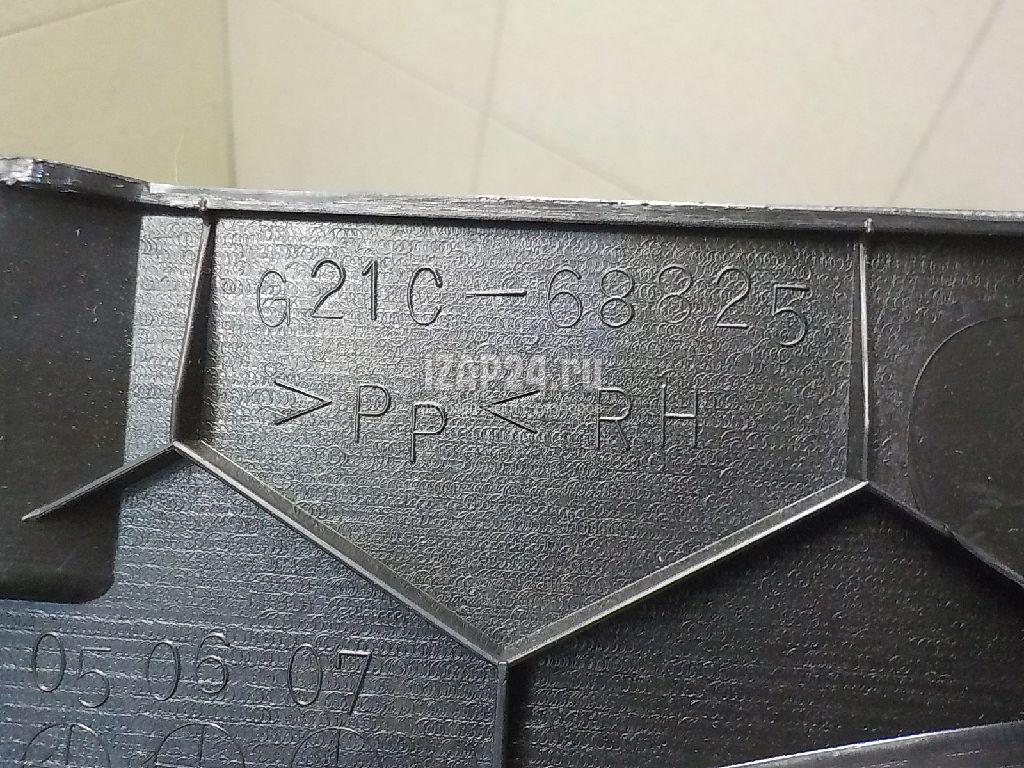 G21C-68825
IZAP24.ru
>PP< RH
05 06 07